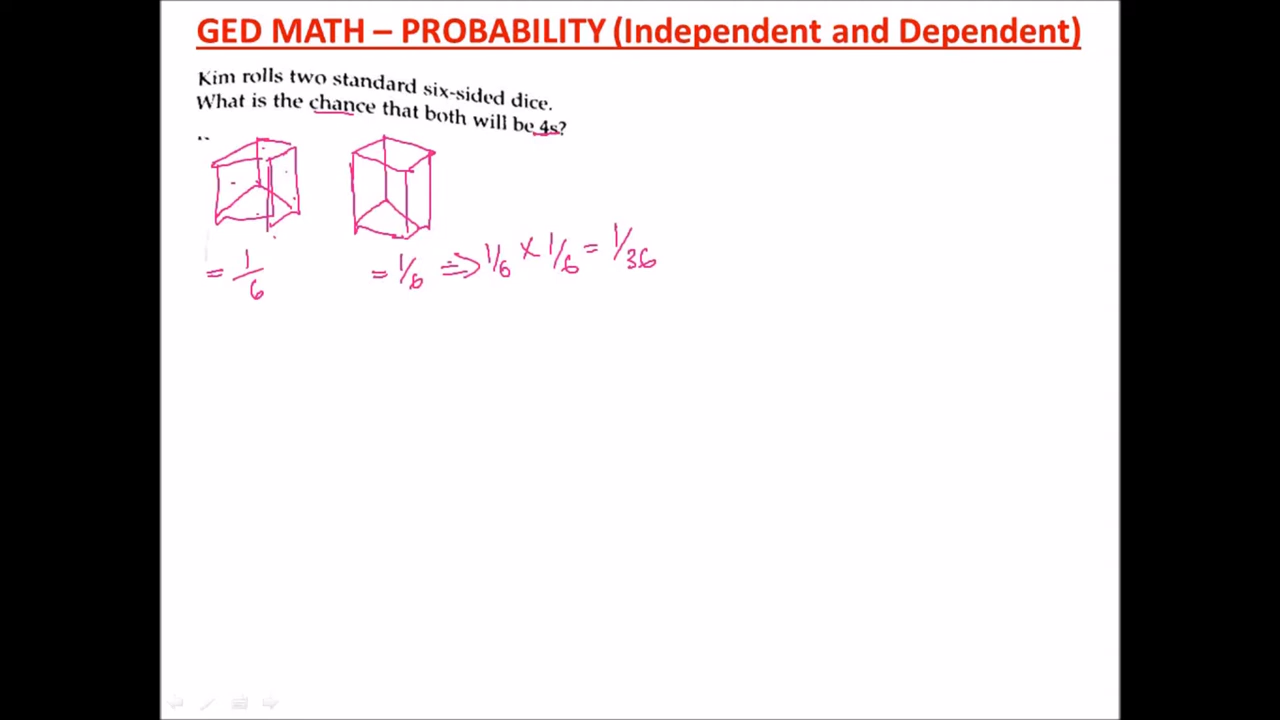 GED MATH – PROBABILITY (Independent and Dependent)
Kim rolls two standard six-sided dice.
What is the chance that both will be 4s?
= 1/6 = 1/6 => 1/6 x 1/6 = 1/36